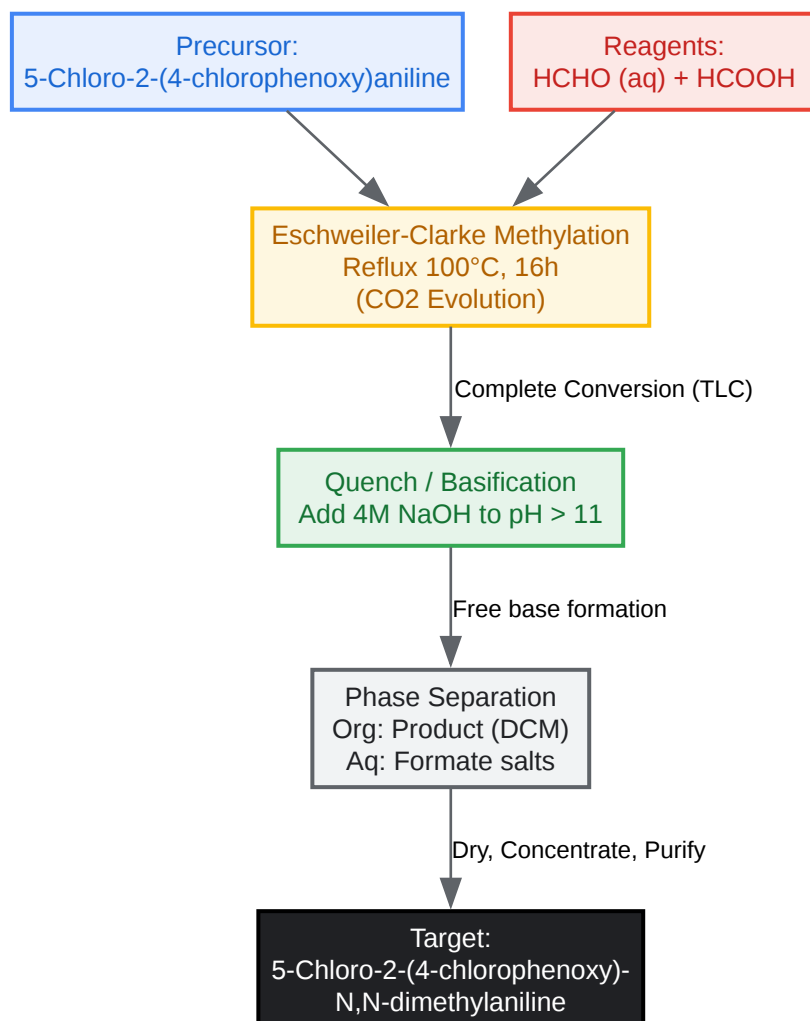 Precursor:
5-Chloro-2-(4-chlorophenoxy)aniline
Reagents:
HCHO (aq) + HCOOH
Eschweiler-Clarke Methylation
Reflux 100°C, 16h
(CO2 Evolution)
Complete Conversion (TLC)
Quench / Basification
Add 4M NaOH to pH > 11
Free base formation
Phase Separation
Org: Product (DCM)
Aq: Formate salts
Dry, Concentrate, Purify
Target:
5-Chloro-2-(4-chlorophenoxy)-
N,N-dimethylaniline